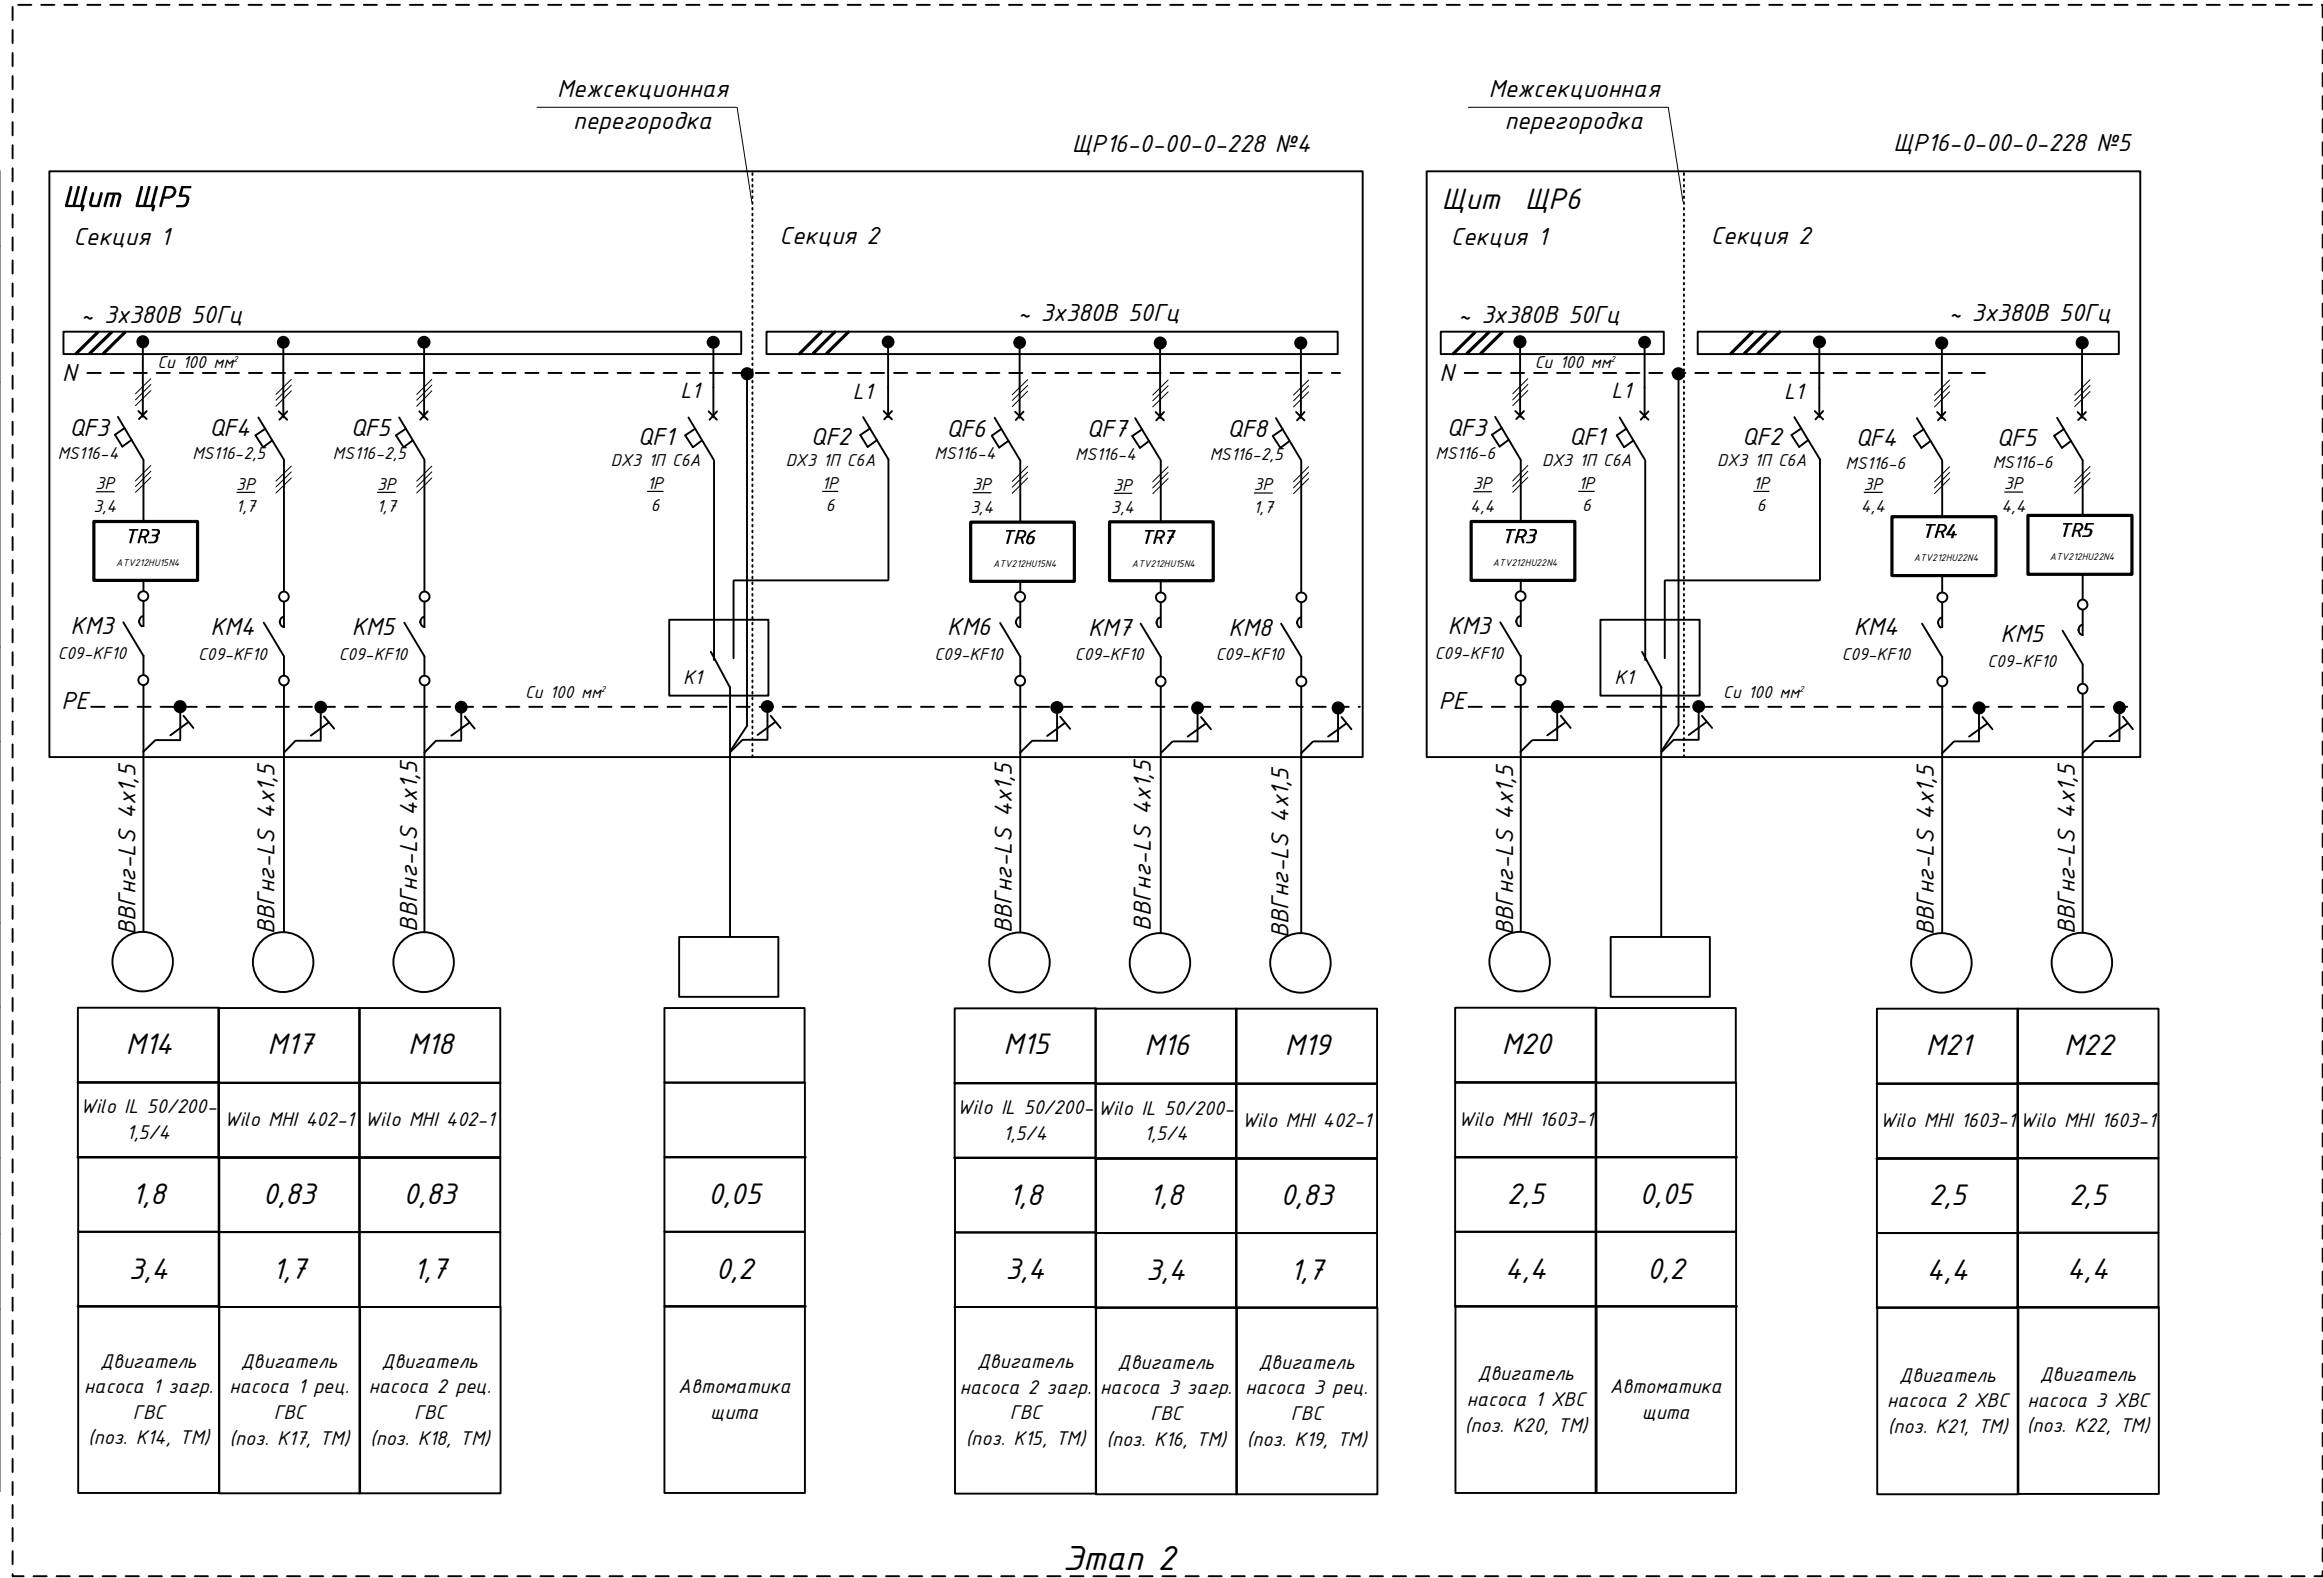 Межсекционная
перегородка
ЩР16-0-00-0-228 №4
Щит ЩР5
Секция 1
Секция 2
~ 3х380В 50Гц
~ 3х380В 50Гц
Cu 100 мм²
N
L1
L1
QF3
MS116-4
3P
3,4
QF4
MS116-2,5
3P
1,7
QF5
MS116-2,5
3P
1,7
QF1
DX3 1П C6A
1P
6
QF2
DX3 1П C6A
1P
6
QF6
MS116-4
3P
3,4
QF7
MS116-4
3P
3,4
QF8
MS116-2,5
3P
1,7
TR3
ATV212HU15N4
TR6
ATV212HU15N4
TR7
ATV212HU15N4
KM3
C09-KF10
KM4
C09-KF10
KM5
C09-KF10
K1
KM6
C09-KF10
KM7
C09-KF10
KM8
C09-KF10
PE
Cu 100 мм²
ВВГнг-LS 4х1,5
ВВГнг-LS 4х1,5
ВВГнг-LS 4х1,5
ВВГнг-LS 4х1,5
ВВГнг-LS 4х1,5
ВВГнг-LS 4х1,5
Межсекционная
перегородка
ЩР16-0-00-0-228 №5
Щит ЩР6
Секция 1
Секция 2
~ 3х380В 50Гц
~ 3х380В 50Гц
Cu 100 мм²
N
L1
L1
QF3
MS116-6
3P
4,4
QF1
DX3 1П C6A
1P
6
QF2
DX3 1П C6A
1P
6
QF4
MS116-6
3P
4,4
QF5
MS116-6
3P
4,4
TR3
ATV212HU22N4
TR4
ATV212HU22N4
TR5
ATV212HU22N4
KM3
C09-KF10
K1
KM4
C09-KF10
KM5
C09-KF10
PE
Cu 100 мм²
ВВГнг-LS 4х1,5
ВВГнг-LS 4х1,5
ВВГнг-LS 4х1,5
M14
Wilo IL 50/200-
1,5/4
1,8
3,4
Двигатель
насоса 1 загр.
ГВС
(поз. К14, ТМ)
M17
Wilo MHI 402-1
0,83
1,7
Двигатель
насоса 1 рец.
ГВС
(поз. К17, ТМ)
M18
Wilo MHI 402-1
0,83
1,7
Двигатель
насоса 2 рец.
ГВС
(поз. К18, ТМ)
0,05
0,2
Автоматика
щита
M15
Wilo IL 50/200-
1,5/4
1,8
3,4
Двигатель
насоса 2 загр.
ГВС
(поз. К15, ТМ)
M16
Wilo IL 50/200-
1,5/4
1,8
3,4
Двигатель
насоса 3 загр.
ГВС
(поз. К16, ТМ)
M19
Wilo MHI 402-1
0,83
1,7
Двигатель
насоса 3 рец.
ГВС
(поз. К19, ТМ)
M20
Wilo MHI 1603-1
2,5
4,4
Двигатель
насоса 1 ХВС
(поз. К20, ТМ)
0,05
0,2
Автоматика
щита
M21
Wilo MHI 1603-1
2,5
4,4
Двигатель
насоса 2 ХВС
(поз. К21, ТМ)
M22
Wilo MHI 1603-1
2,5
4,4
Двигатель
насоса 3 ХВС
(поз. К22, ТМ)
Этап 2